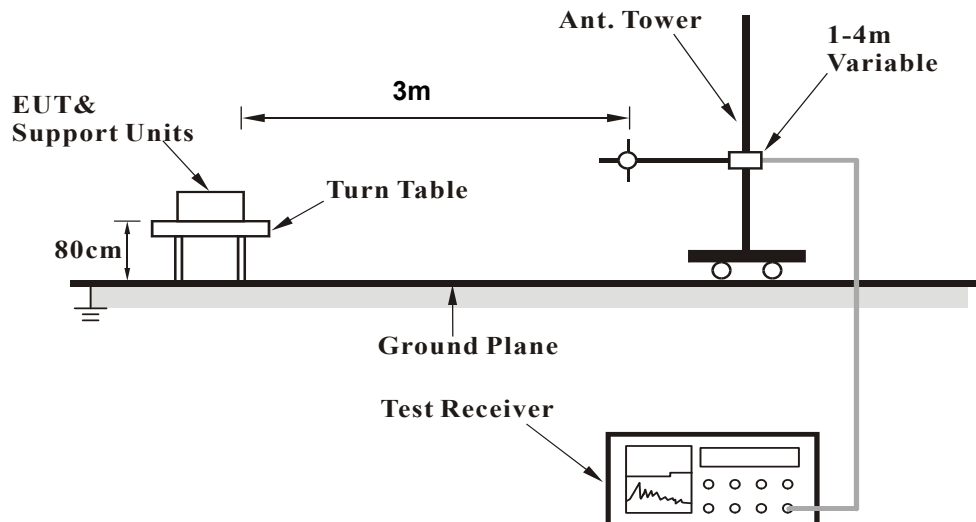 Ant. Tower
1-4m
Variable
3m
EUT&
Support Units
Turn Table
80cm
Ground Plane
Test Receiver